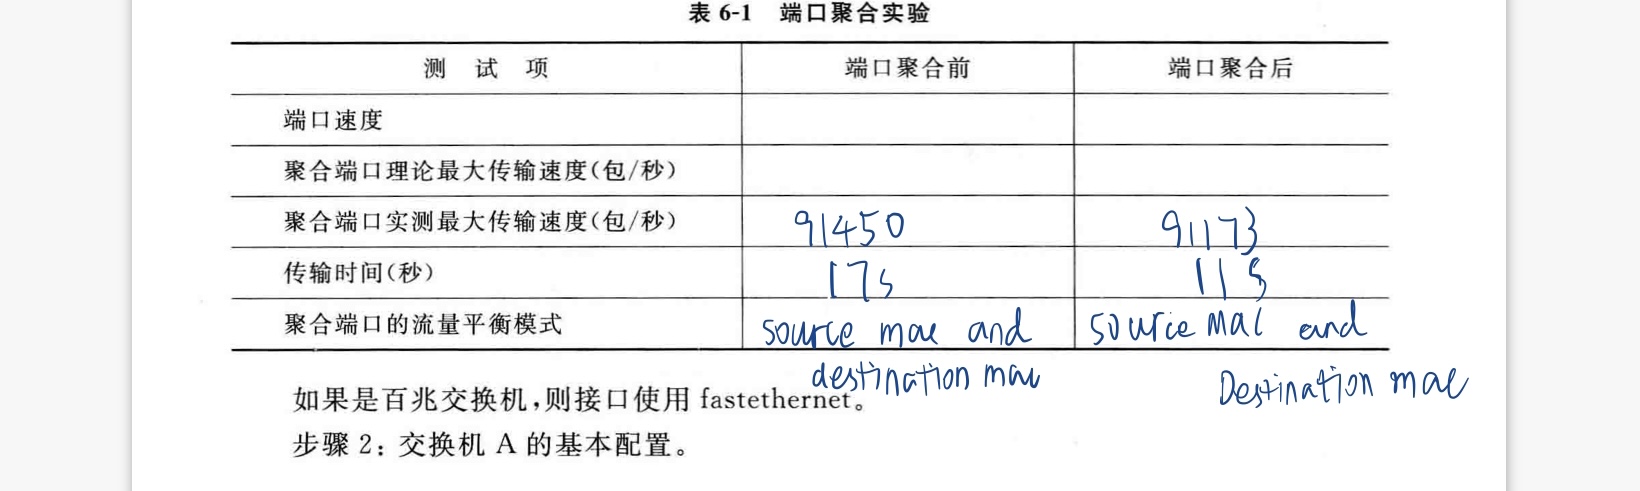 表 6-1 端口聚合实验
测 试 项 端口聚合前 端口聚合后
端口速度
聚合端口理论最大传输速度(包/秒)
聚合端口实测最大传输速度(包/秒) 91450 91173
传输时间(秒) 17s 11s
聚合端口的流量平衡模式 source mac and source MAC and
destination mac Destination mac
如果是百兆交换机,则接口使用 fastethernet。
步骤 2: 交换机 A 的基本配置。